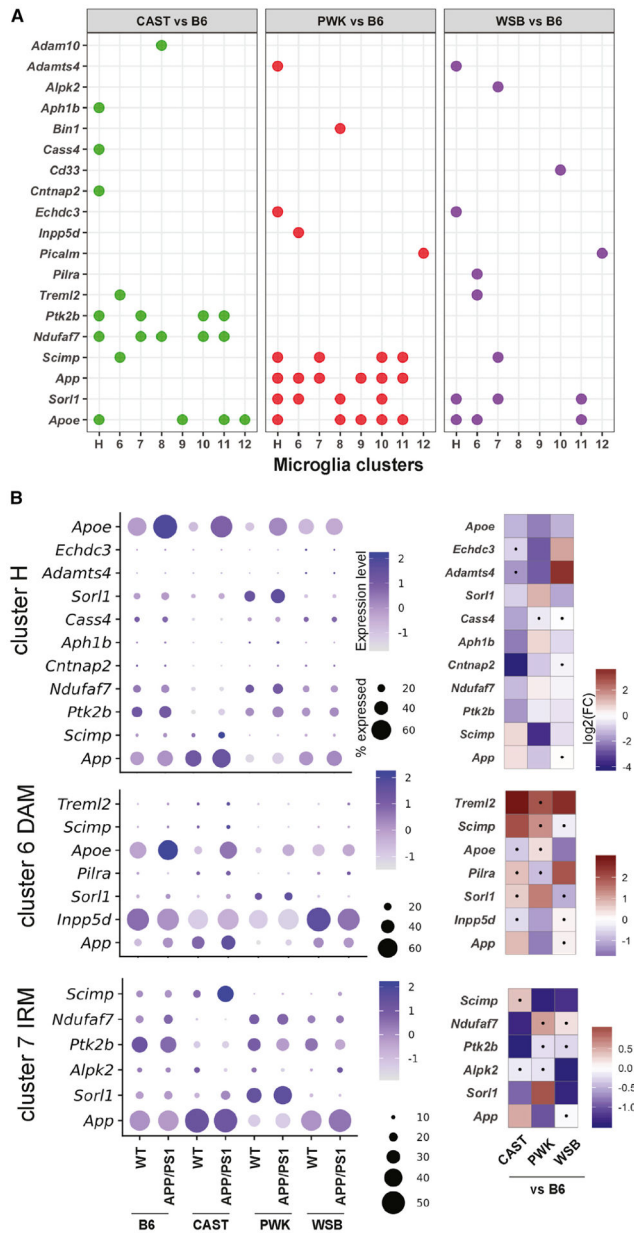 A
CAST vs B6 PWK vs B6 WSB vs B6
Adam10
Adamts4
Alpk2
Aph1b
Bin1
Cass4
Cd33
Cntnap2
Echdc3
Inpp5d
Picalm
Pilra
Treml2
Ptk2b
Ndufaf7
Scimp
App
Sorl1
Apoe
H 6 7 8 9 10 11 12 H 6 7 8 9 10 11 12 H 6 7 8 9 10 11 12
Microglia clusters
B
cluster H
Apoe
Echdc3
Adamts4
Sorl1
Cass4
Aph1b
Cntnap2
Ndufaf7
Ptk2b
Scimp
App
Expression level
2
1
0
-1
% expressed
20
40
60
Apoe
Echdc3
Adamts4
Sorl1
Cass4
Aph1b
Cntnap2
Ndufaf7
Ptk2b
Scimp
App
log2(FC)
2
0
-2
-4
cluster 6 DAM
Treml2
Scimp
Apoe
Pilra
Sorl1
Inpp5d
App
2
1
0
-1
20
40
60
Treml2
Scimp
Apoe
Pilra
Sorl1
Inpp5d
App
2
1
0
-1
cluster 7 IRM
Scimp
Ndufaf7
Ptk2b
Alpk2
Sorl1
App
2
1
0
-1
10
20
30
40
50
Scimp
Ndufaf7
Ptk2b
Alpk2
Sorl1
App
0.5
0.0
-0.5
-1.0
WT APP/PS1 WT APP/PS1 WT APP/PS1 WT APP/PS1
B6 CAST PWK WSB
CAST PWK WSB
vs B6